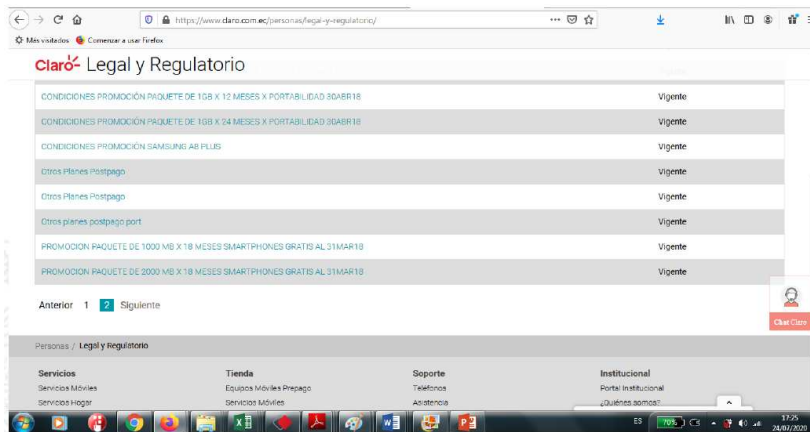 https://www.claro.com.ec/personas/legal-y-regulatorio/
Más visitados Comenzar a usar Firefox
Claro- Legal y Regulatorio
CONDICIONES PROMOCIÓN PAQUETE DE 1GB X 12 MESES X PORTABILIDAD 30ABR18 Vigente
CONDICIONES PROMOCIÓN PAQUETE DE 1GB X 24 MESES X PORTABILIDAD 30ABR18 Vigente
CONDICIONES PROMOCIÓN SAMSUNG A8 PLUS Vigente
Otros Planes Postpago Vigente
Otros Planes Postpago Vigente
Otros planes postpago port Vigente
PROMOCION PAQUETE DE 1000 MB X 18 MESES SMARTPHONES GRATIS AL 31MAR18 Vigente
PROMOCION PAQUETE DE 2000 MB X 18 MESES SMARTPHONES GRATIS AL 31MAR18 Vigente
Anterior 1 2 Siguiente
Chat Claro
Personas / Legal y Regulatorio
Servicios Tienda Soporte Institucional
Servicios Móviles Equipos Móviles Prepago Teléfonos Portal Institucional
Servicios Hogar Servicios Móviles Asistencia ¿Quiénes somos?
ES 70% 17:25
24/07/2020